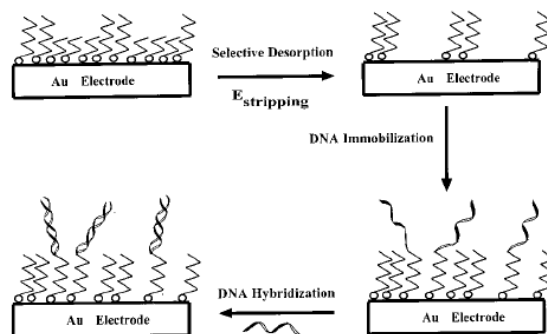 Selective Desorption
Au Electrode
Au Electrode
Estripping
DNA Immobilization
DNA Hybridization
Au Electrode
Au Electrode